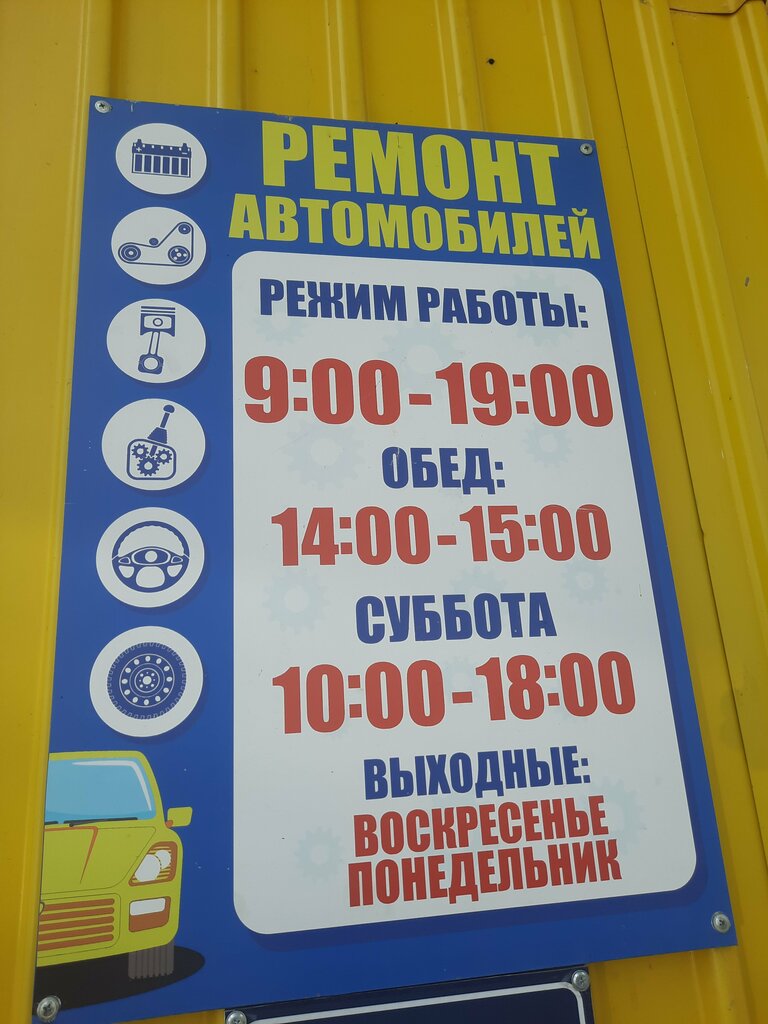 РЕМОНТ
АВТОМОБИЛЕЙ
РЕЖИМ РАБОТЫ:
9:00-19:00
ОБЕД:
14:00-15:00
СУББОТА
10:00-18:00
ВЫХОДНЫЕ:
ВОСКРЕСЕНЬЕ
ПОНЕДЕЛЬНИК